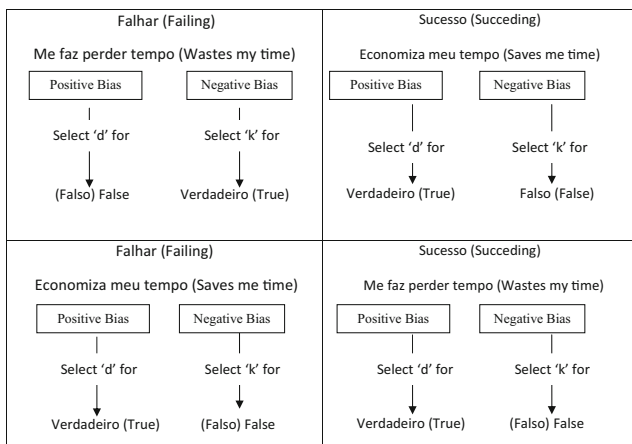 Falhar (Failing)
Me faz perder tempo (Wastes my time)
Positive Bias
Negative Bias
Select ‘d’ for
Select ‘k’ for
(Falso) False
Verdadeiro (True)
Sucesso (Succeding)
Economiza meu tempo (Saves me time)
Positive Bias
Negative Bias
Select ‘d’ for
Select ‘k’ for
Verdadeiro (True)
Falso (False)
Falhar (Failing)
Economiza meu tempo (Saves me time)
Positive Bias
Negative Bias
Select ‘d’ for
Select ‘k’ for
Verdadeiro (True)
(Falso) False
Sucesso (Succeding)
Me faz perder tempo (Wastes my time)
Positive Bias
Negative Bias
Select ‘d’ for
Select ‘k’ for
Verdadeiro (True)
(Falso) False